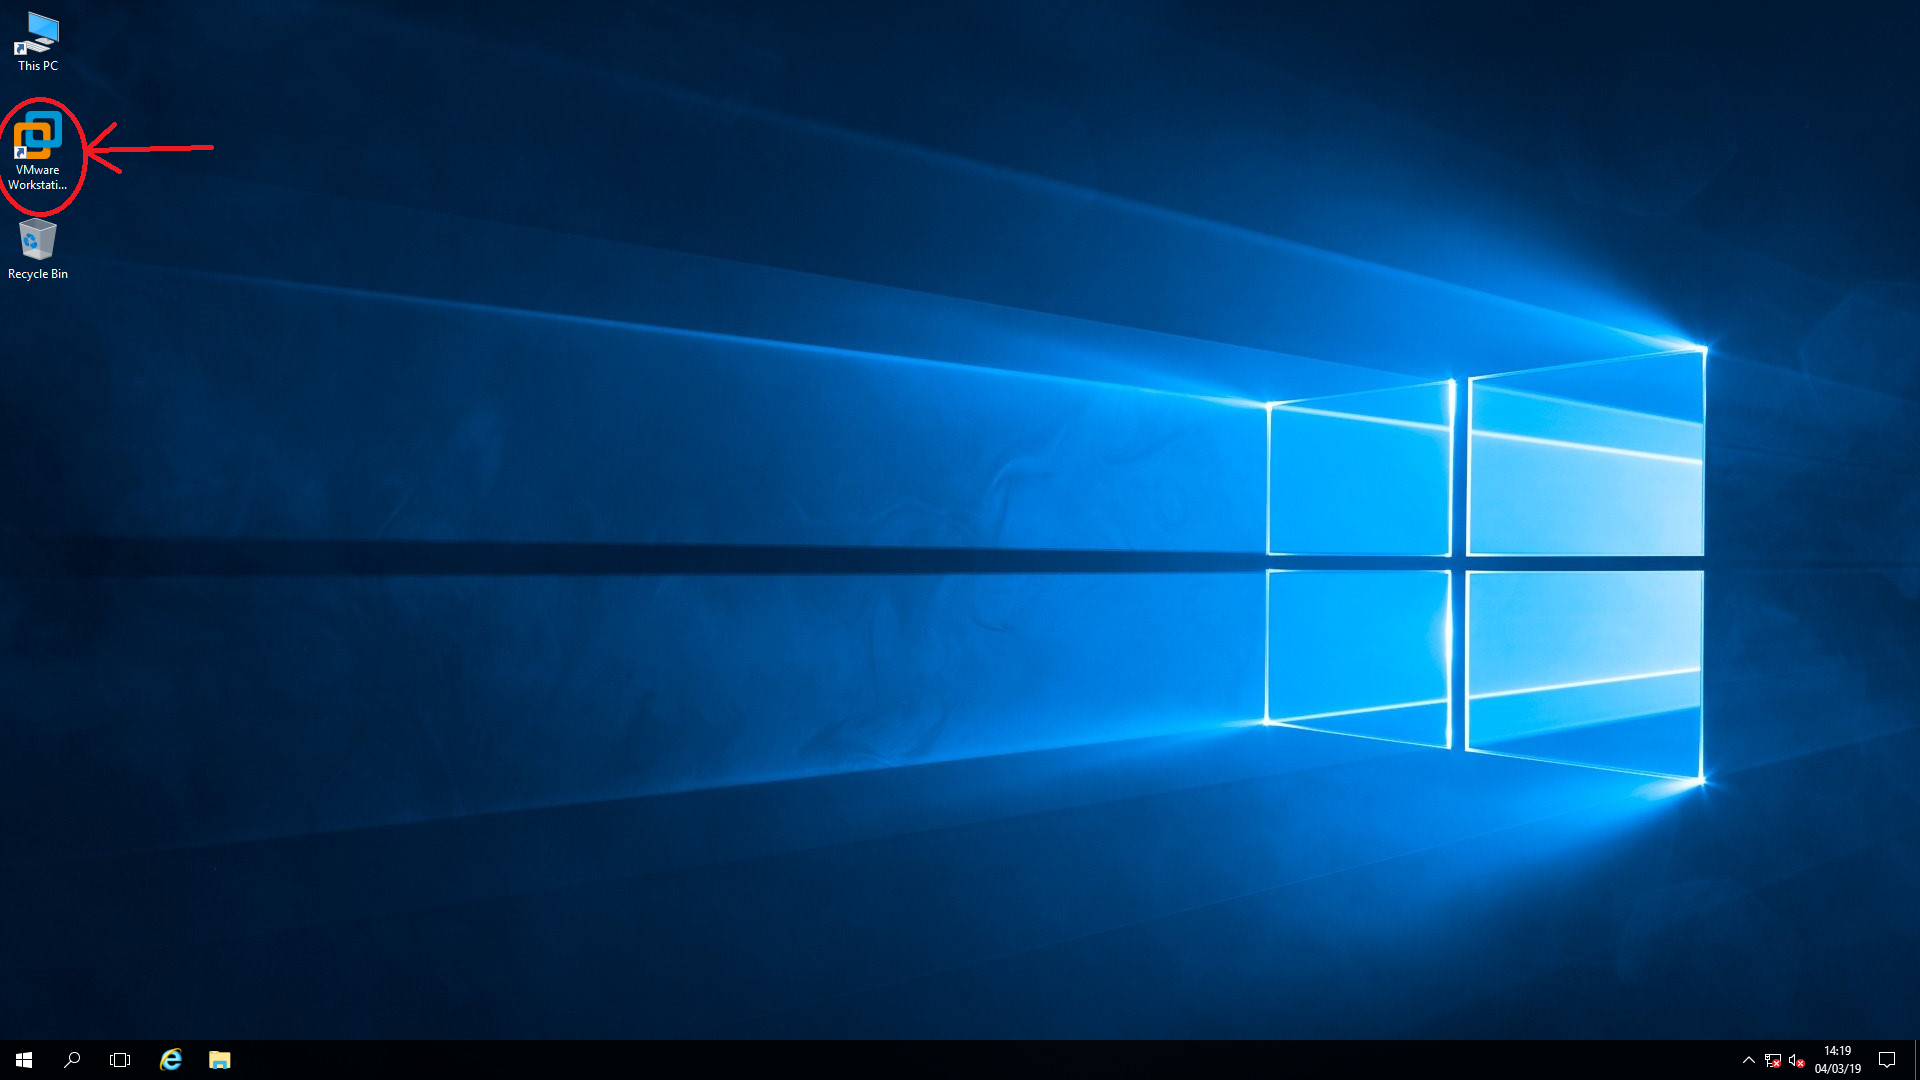 This PC
VMware
Workstati...
Recycle Bin
14:19
04/03/19